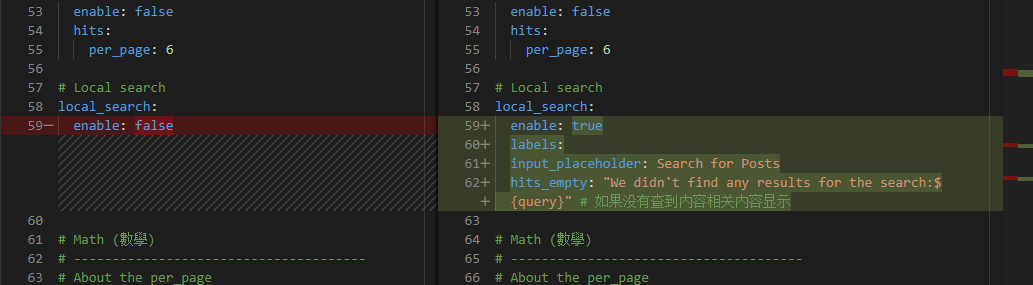 53 enable: false
54 hits:
55 per_page: 6
56
57 # Local search
58 local_search:
59− enable: false
60
61 # Math (數學)
62 # --------------------------------------
63 # About the per_page
53 enable: false
54 hits:
55 per_page: 6
56
57 # Local search
58 local_search:
59+ enable: true
60+ labels:
61+ input_placeholder: Search for Posts
62+ hits_empty: "We didn't find any results for the search:$
+ {query}" # 如果没有查到内容相关内容显示
63
64 # Math (數學)
65 # --------------------------------------
66 # About the per_page